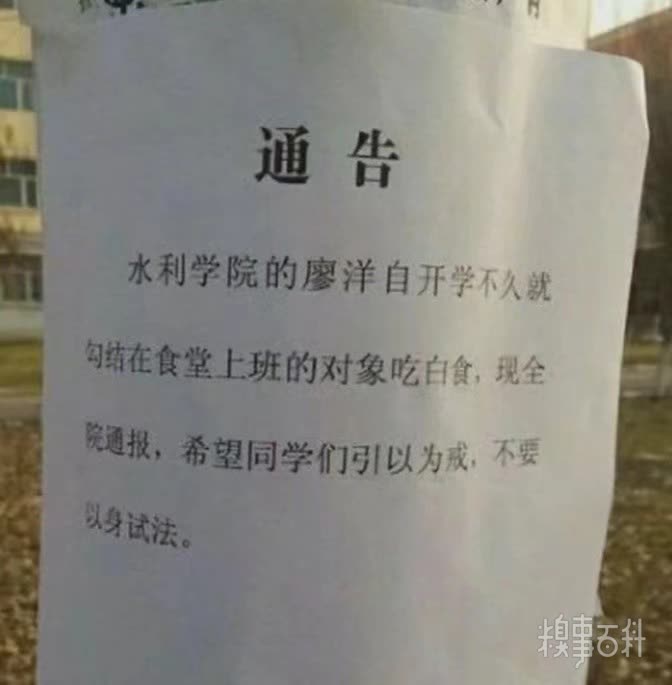 通告
水利学院的廖洋自开学不久就
勾结在食堂上班的对象吃白食，现全
院通报，希望同学们引以为戒，不要
以身试法。
糗事百科